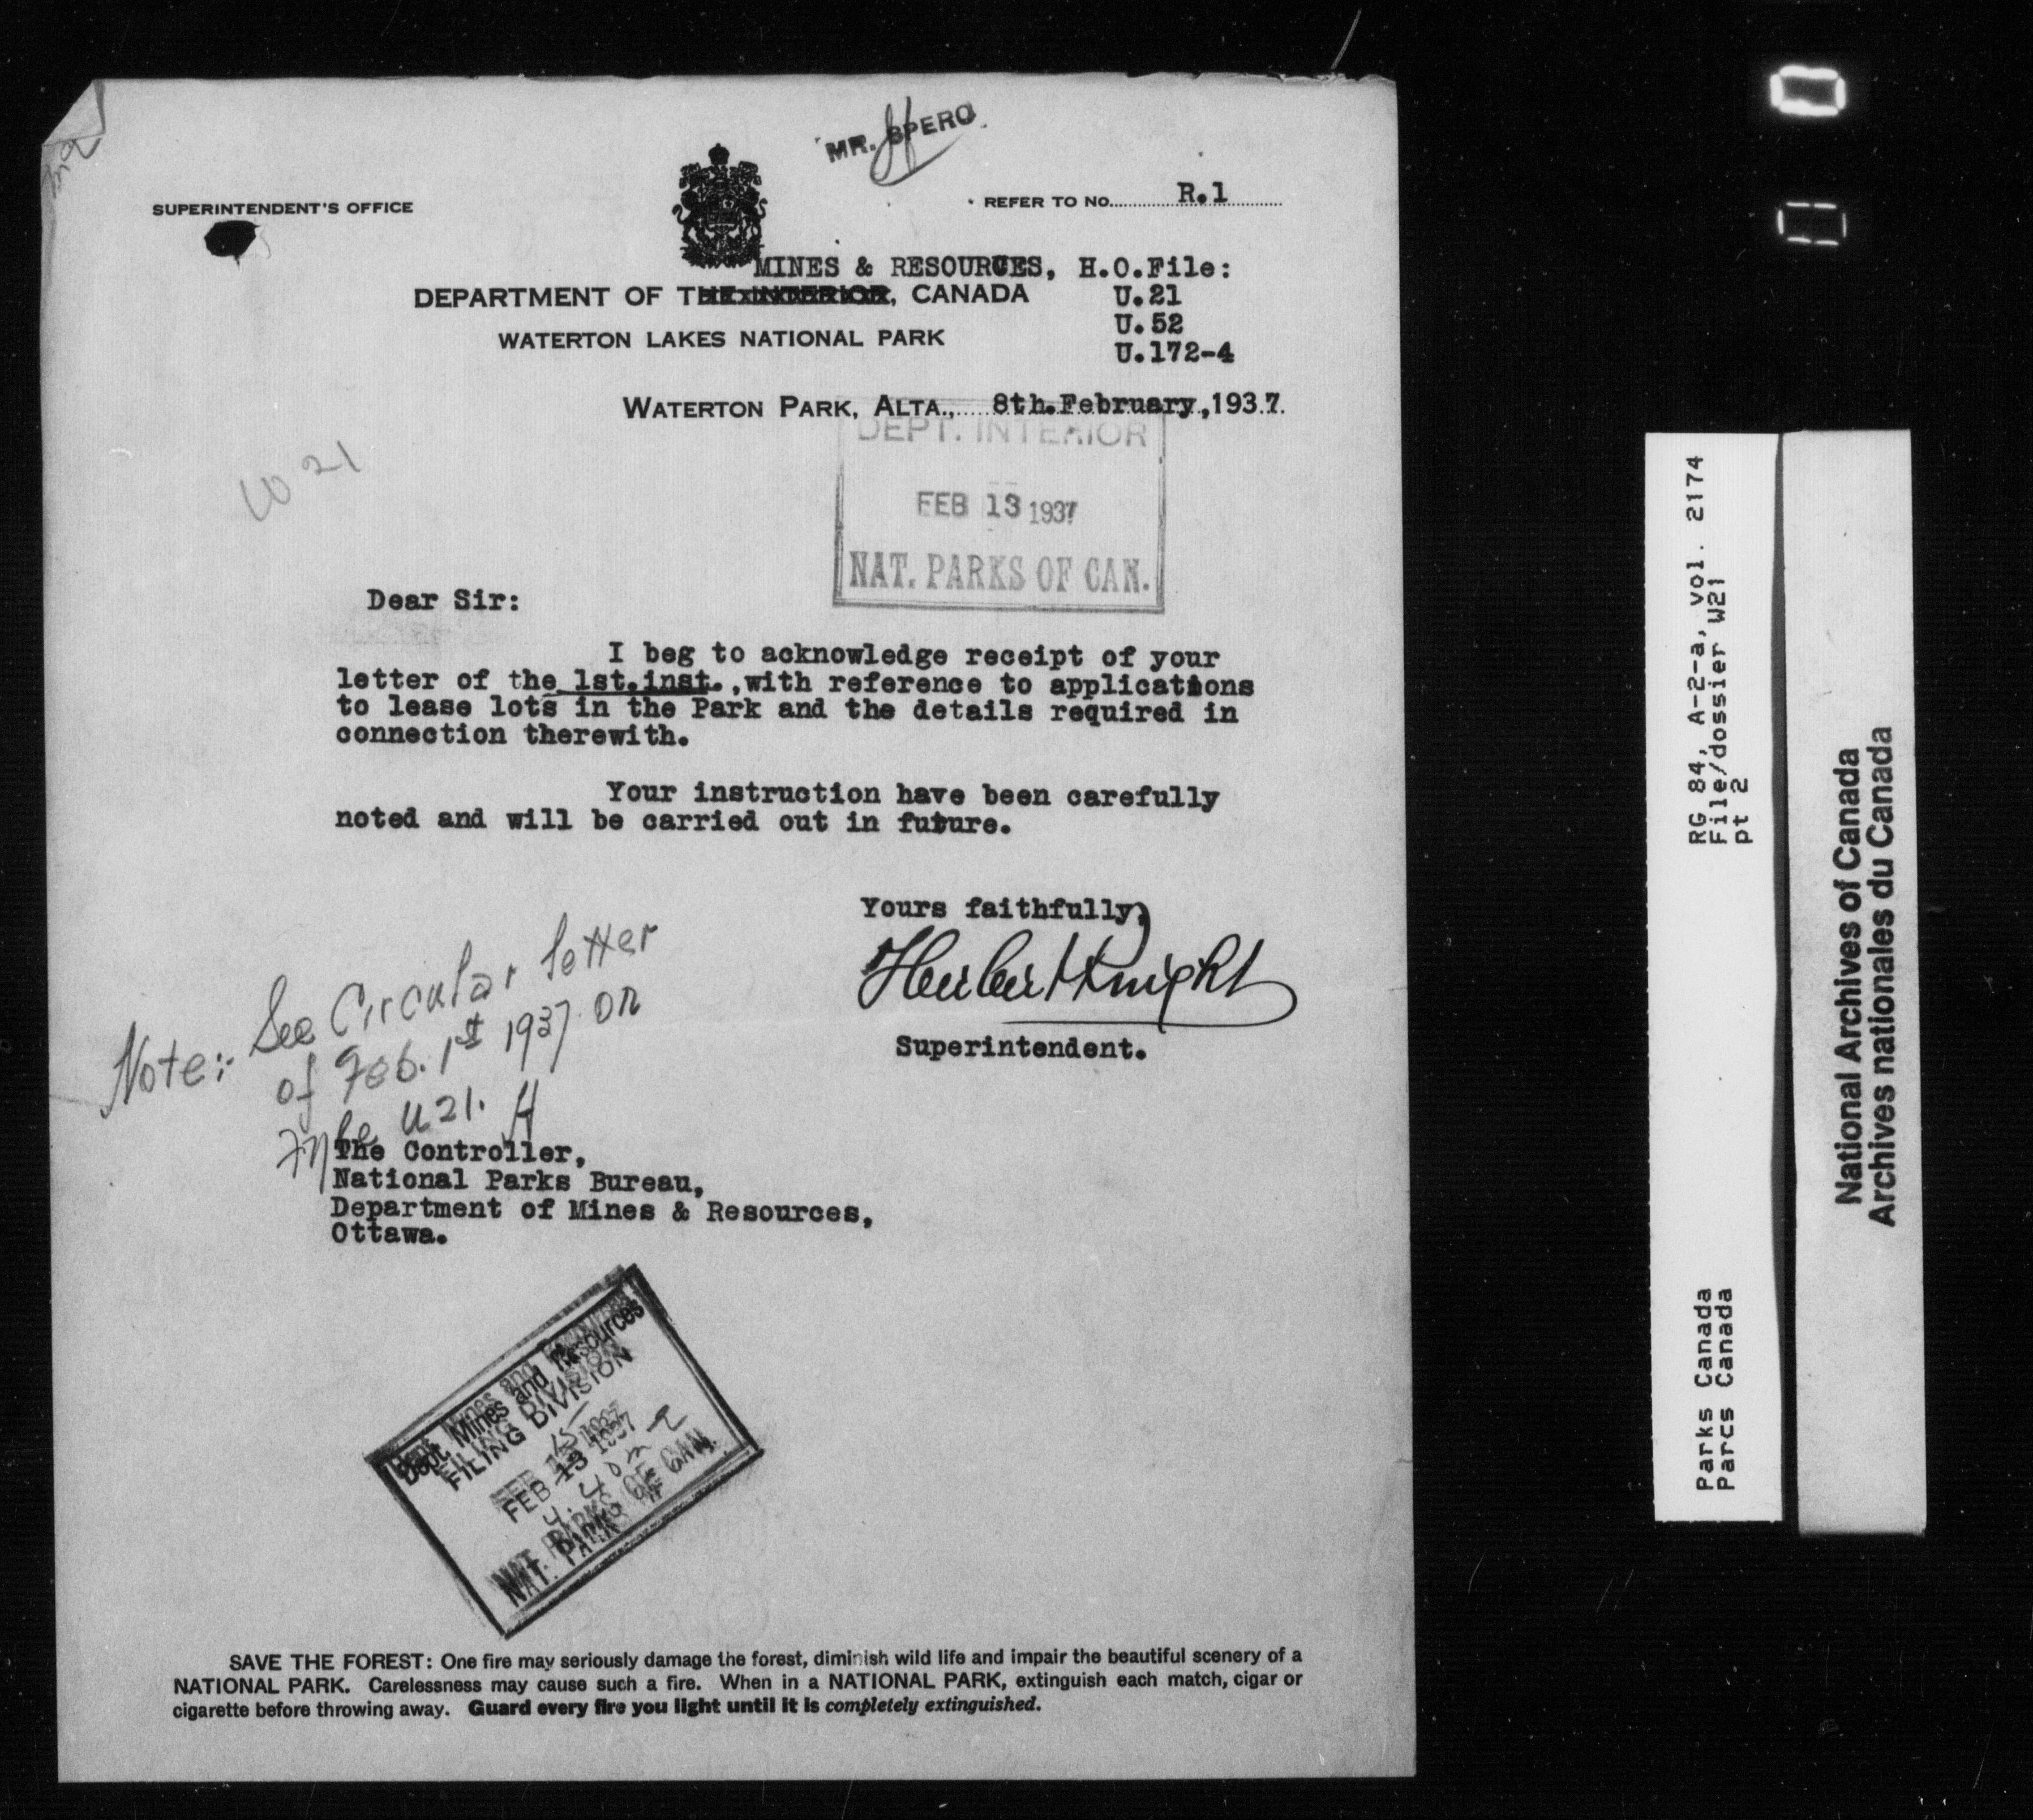 MR. SPERO
SUPERINTENDENT'S OFFICE
REFER TO NO. R.1
MINES & RESOURCES, H.O.File:
DEPARTMENT OF THE INTERIOR, CANADA
U.21
U.52
WATERTON LAKES NATIONAL PARK
U.172-4
WATERTON PARK, ALTA., 8th.February, 1937.
W 21
DEPT. INTERIOR
FEB 13 1937
NAT. PARKS OF CAN.
Dear Sir:
I beg to acknowledge receipt of your
letter of the 1st.inst.,with reference to applications
to lease lots in the Park and the details required in
connection therewith.
Your instruction have been carefully
noted and will be carried out in future.
Yours faithfully,
Herbert Knight
Superintendent.
Note:- See Circular letter
of Feb. 1st 1937 on
file U 21. H
The Controller,
National Parks Bureau,
Department of Mines & Resources,
Ottawa.
Dept. Mines and Resources
FILING DIVISION
15
FEB 13 1937
NAT. PARKS OF CAN.
SAVE THE FOREST: One fire may seriously damage the forest, diminish wild life and impair the beautiful scenery of a
NATIONAL PARK. Carelessness may cause such a fire. When in a NATIONAL PARK, extinguish each match, cigar or
cigarette before throwing away. Guard every fire you light until it is completely extinguished.
RG 84, A-2-a, vol. 2174
File/dossier W21
pt 2
Parks Canada
Parcs Canada
National Archives of Canada
Archives nationales du Canada